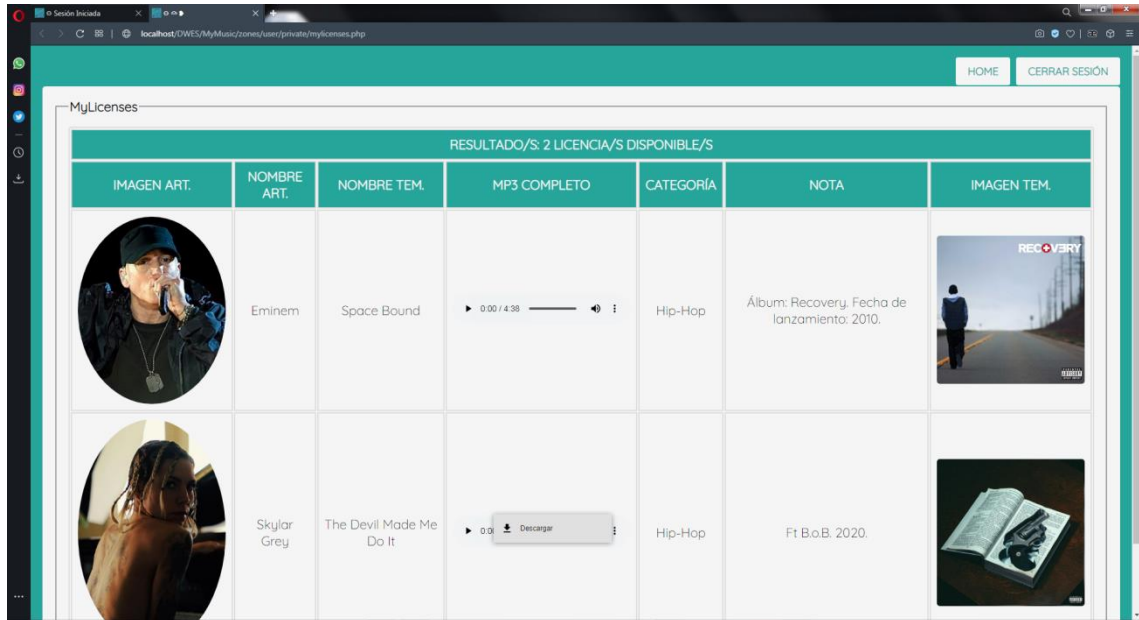 Sesión Iniciada
localhost/DWES/MyMusic/zones/user/private/mylicenses.php
HOME
CERRAR SESIÓN
MyLicenses
RESULTADO/S: 2 LICENCIA/S DISPONIBLE/S
IMAGEN ART.
NOMBRE
ART.
NOMBRE TEM.
MP3 COMPLETO
CATEGORÍA
NOTA
IMAGEN TEM.
Eminem
Space Bound
0:00 / 4:38
Hip-Hop
Álbum: Recovery. Fecha de
lanzamiento: 2010.
RECOVERY
Skylar
Grey
The Devil Made Me
Do It
Descargar
Hip-Hop
Ft B.o.B. 2020.